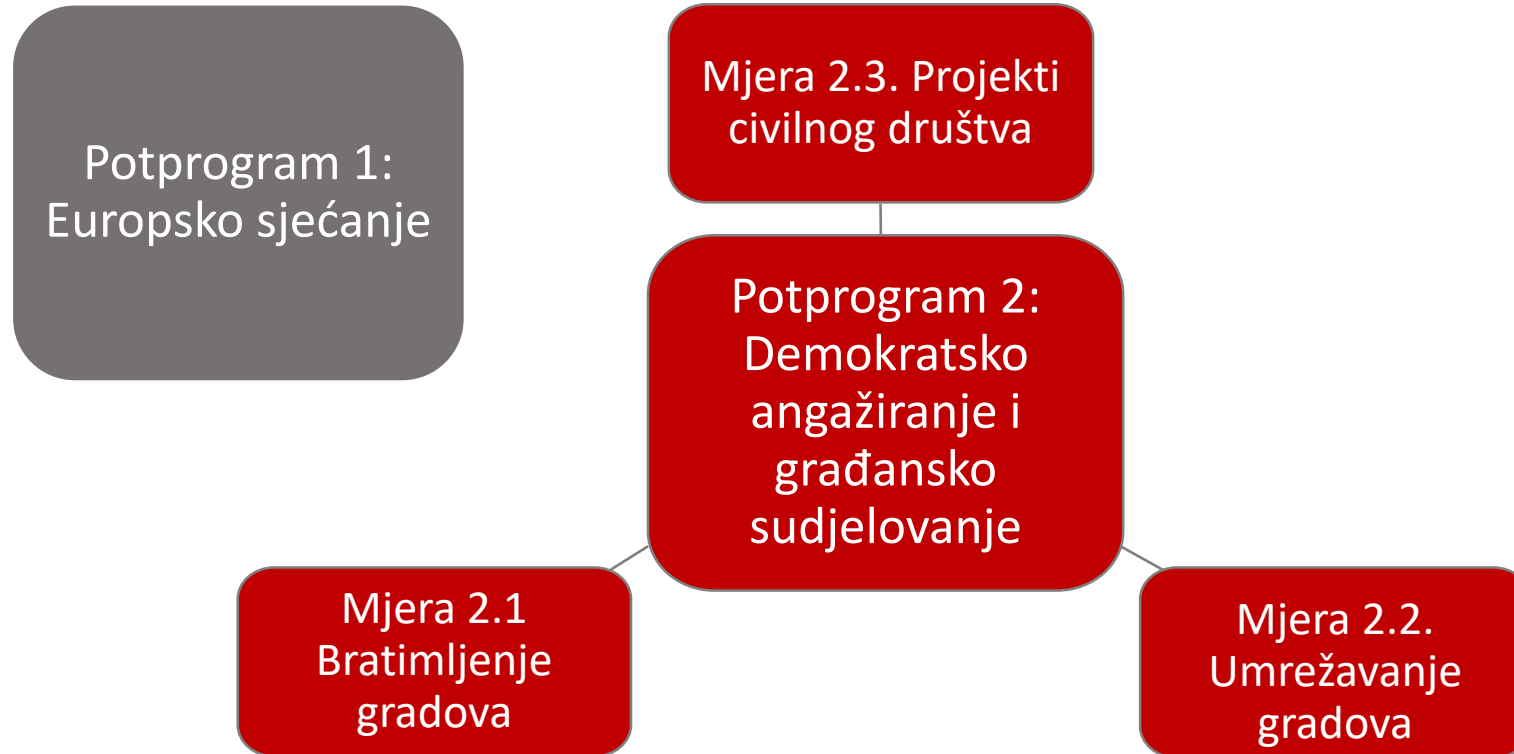 Potprogram 1:
Europsko sjećanje
Mjera 2.3. Projekti
civilnog društva
Potprogram 2:
Demokratsko
angažiranje i
građansko
sudjelovanje
Mjera 2.1
Bratimljenje
gradova
Mjera 2.2.
Umrežavanje
gradova